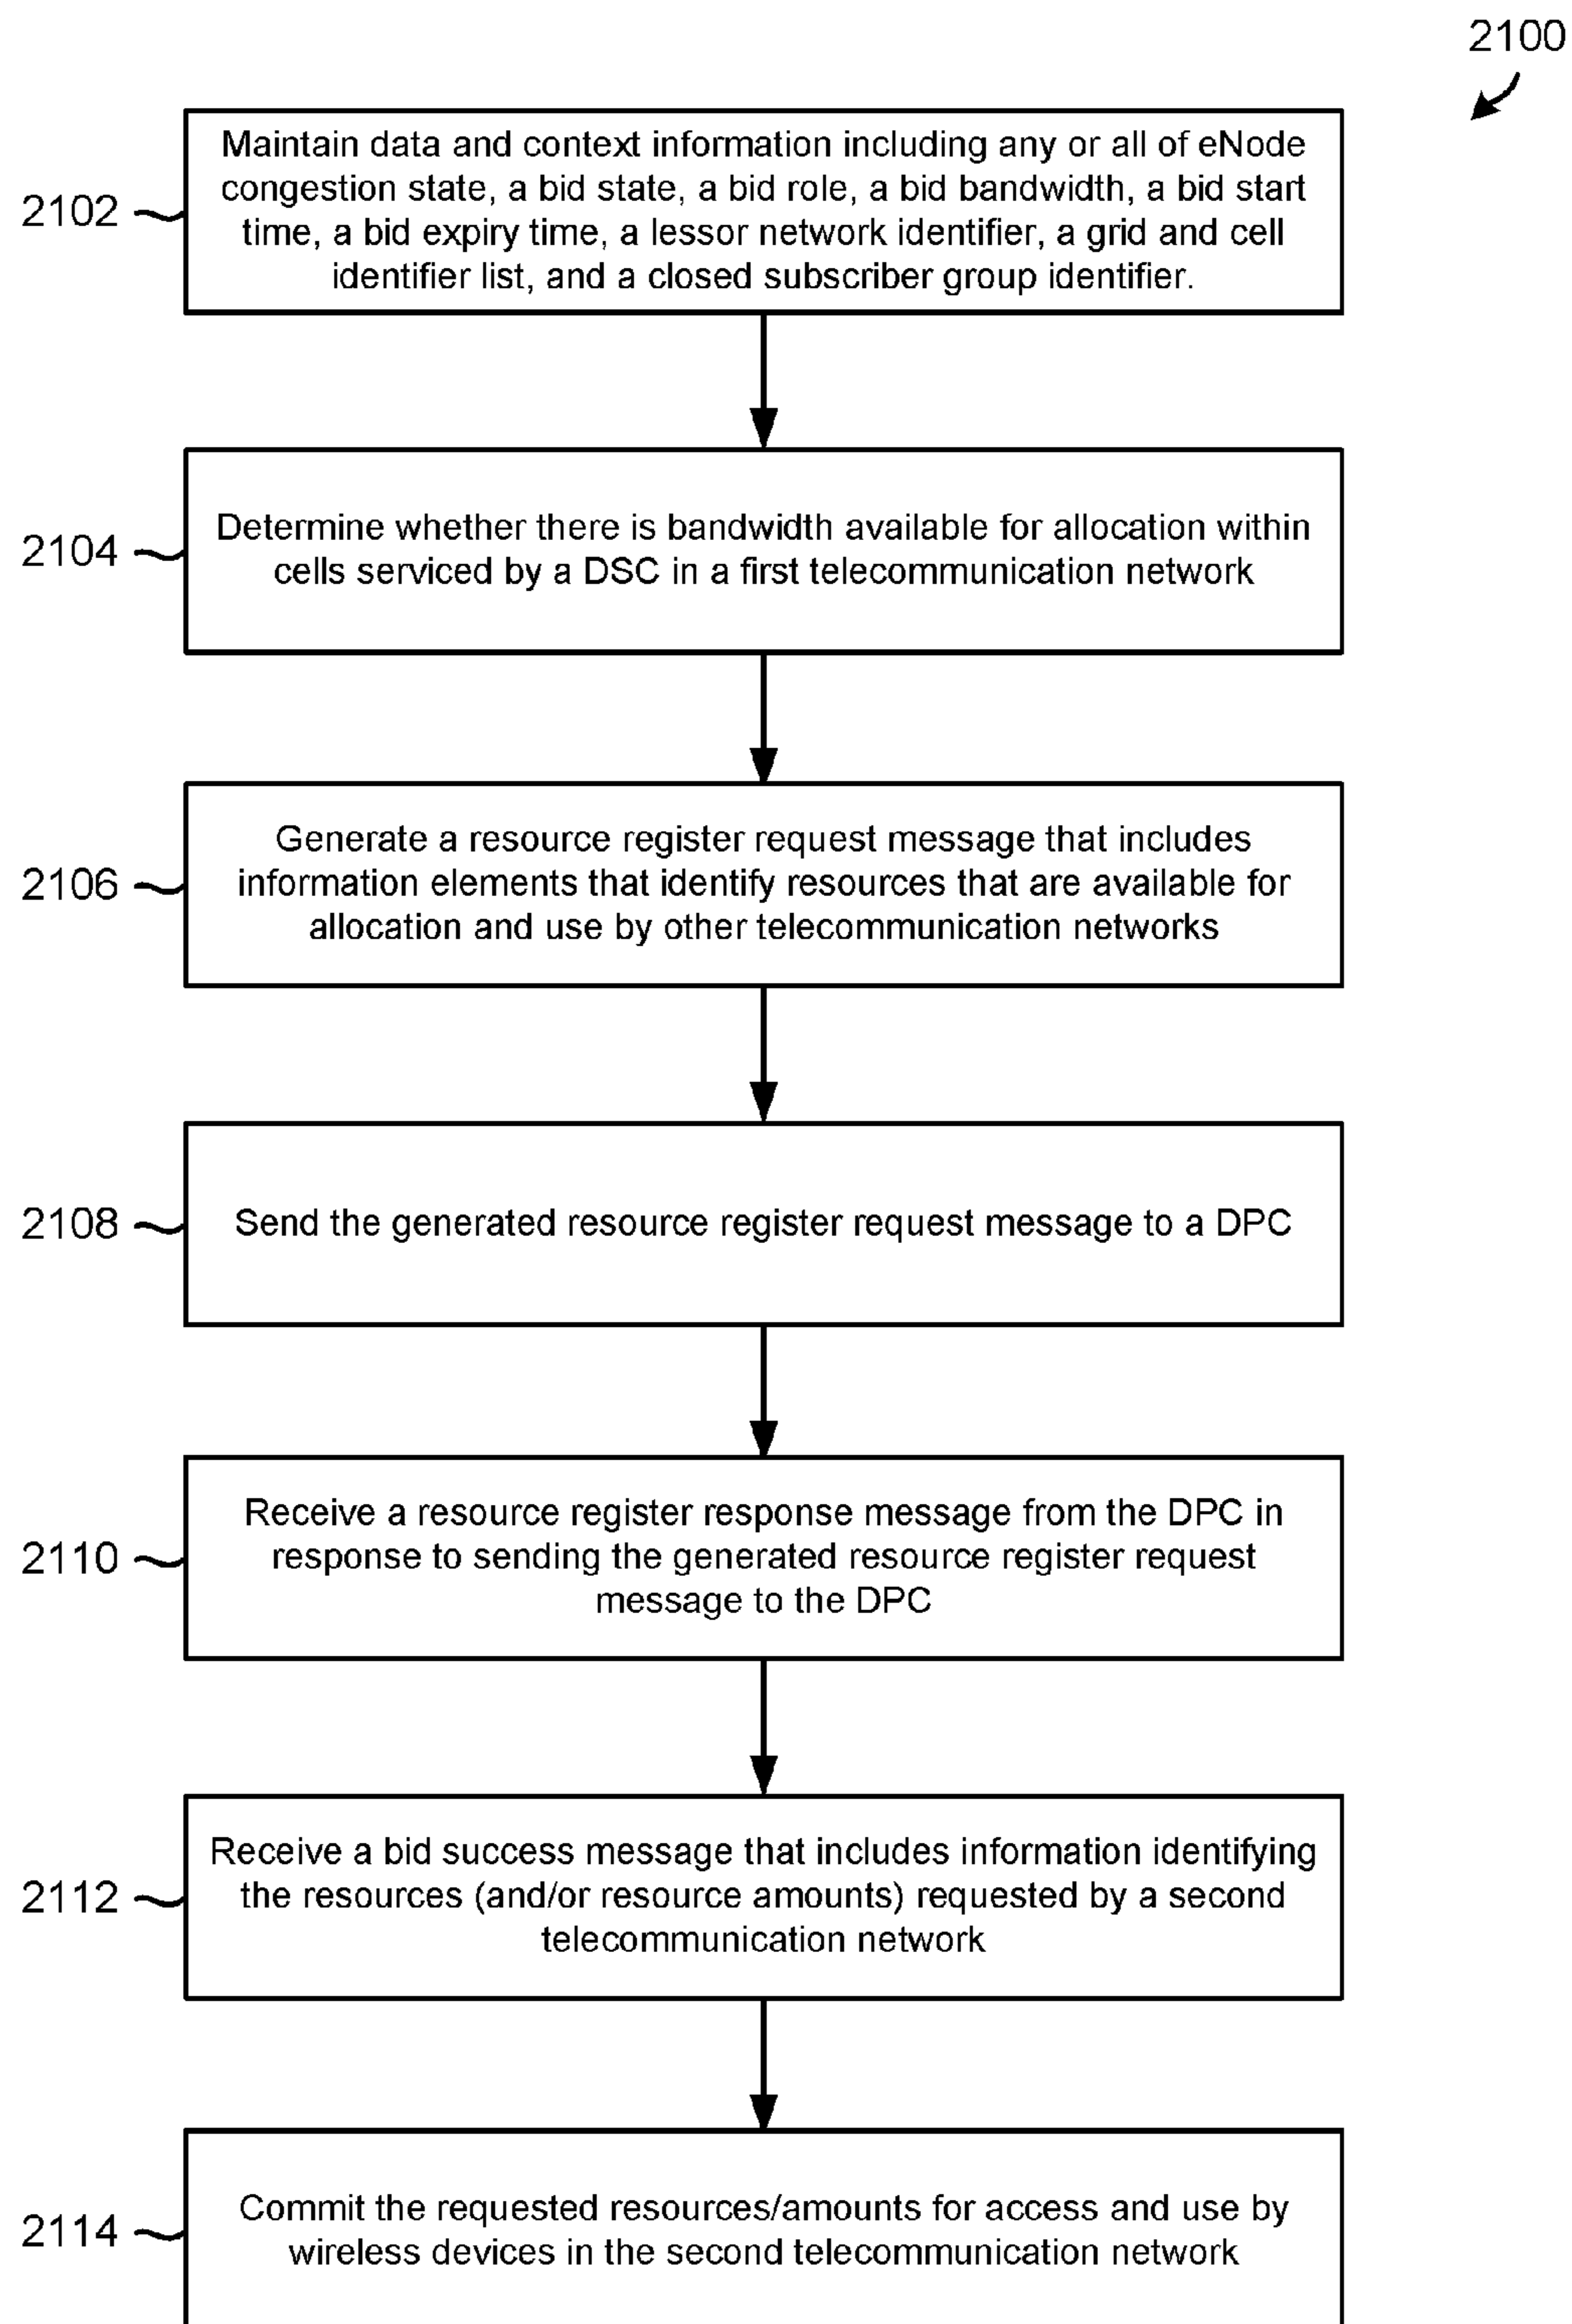 2100
Maintain data and context information including any or all of eNode
congestion state, a bid state, a bid role, a bid bandwidth, a bid start
time, a bid expiry time, a lessor network identifier, a grid and cell
identifier list, and a closed subscriber group identifier.
2102
Determine whether there is bandwidth available for allocation within
cells serviced by a DSC in a first telecommunication network
2104
Generate a resource register request message that includes
information elements that identify resources that are available for
allocation and use by other telecommunication networks
2106
Send the generated resource register request message to a DPC
2108
Receive a resource register response message from the DPC in
response to sending the generated resource register request
message to the DPC
2110
Receive a bid success message that includes information identifying
the resources (and/or resource amounts) requested by a second
telecommunication network
2112
Commit the requested resources/amounts for access and use by
wireless devices in the second telecommunication network
2114